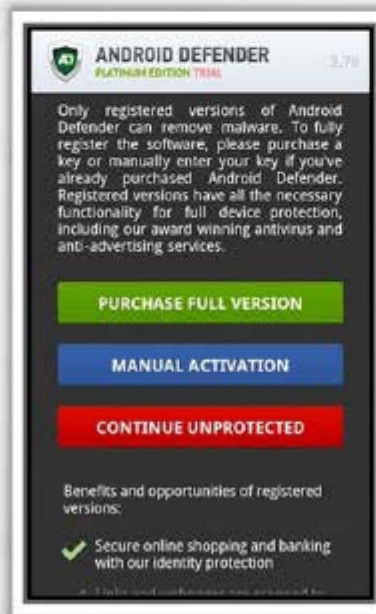 ANDROID DEFENDER
PLATINUM EDITION TRIAL
Only registered versions of Android
Defender can remove malware. To fully
register the software, please purchase a
key or manually enter your key if you've
already purchased Android Defender.
Registered versions have all the necessary
functionality for full device protection,
including our award winning antivirus and
anti-advertising services.
PURCHASE FULL VERSION
MANUAL ACTIVATION
CONTINUE UNPROTECTED
Benefits and opportunities of registered
versions:
Secure online shopping and banking
with our identity protection